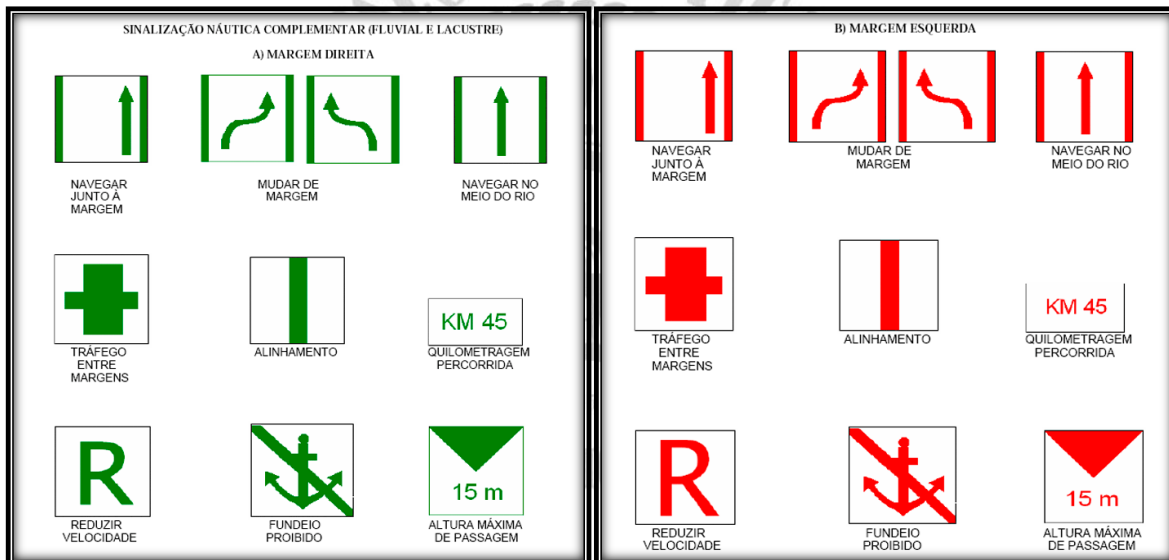 SINALIZAÇÃO NÁUTICA COMPLEMENTAR (FLUVIAL E LACUSTRE)
A) MARGEM DIREITA
NAVEGAR
JUNTO À
MARGEM
MUDAR DE
MARGEM
NAVEGAR NO
MEIO DO RIO
TRÁFEGO
ENTRE
MARGENS
ALINHAMENTO
KM 45
QUILOMETRAGEM
PERCORRIDA
R
REDUZIR
VELOCIDADE
FUNDEIO
PROIBIDO
15 m
ALTURA MÁXIMA
DE PASSAGEM
B) MARGEM ESQUERDA
NAVEGAR
JUNTO À
MARGEM
MUDAR DE
MARGEM
NAVEGAR NO
MEIO DO RIO
TRÁFEGO
ENTRE
MARGENS
ALINHAMENTO
KM 45
QUILOMETRAGEM
PERCORRIDA
R
REDUZIR
VELOCIDADE
FUNDEIO
PROIBIDO
15 m
ALTURA MÁXIMA
DE PASSAGEM